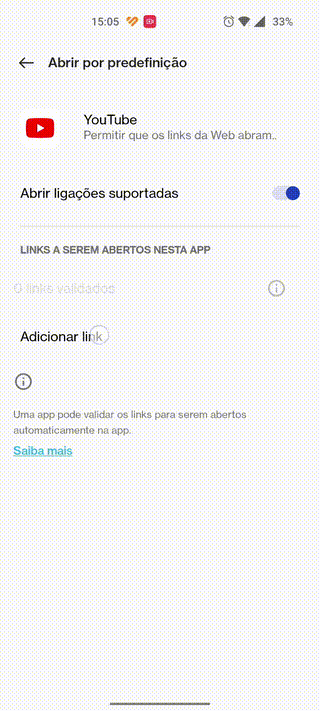 15:05
33%
Abrir por predefinição
YouTube
Permitir que os links da Web abram..
Abrir ligações suportadas
LINKS A SEREM ABERTOS NESTA APP
0 links validados
Adicionar link
Uma app pode validar os links para serem abertos
automaticamente na app.
Saiba mais